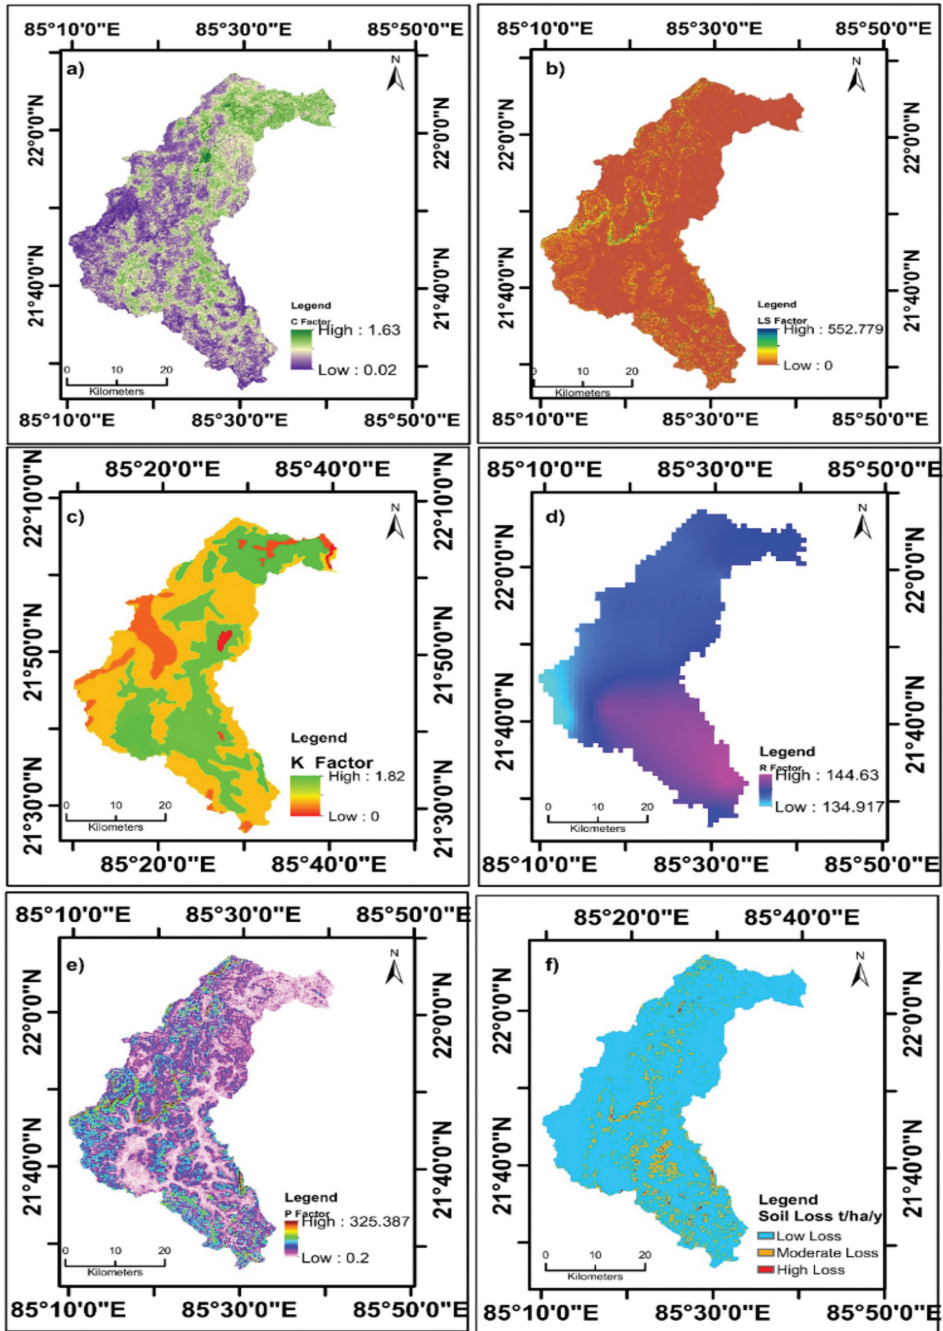 85°10'0"E 85°30'0"E 85°50'0"E
a)
N
22°0'0"N
22°0'0"N
21°40'0"N
21°40'0"N
Legend
C Factor
High : 1.63
Low : 0.02
0 10 20
Kilometers
85°10'0"E 85°30'0"E 85°50'0"E
85°10'0"E 85°30'0"E 85°50'0"E
b)
N
22°0'0"N
22°0'0"N
21°40'0"N
21°40'0"N
Legend
LS Factor
High : 552.779
Low : 0
0 10 20
Kilometers
85°10'0"E 85°30'0"E 85°50'0"E
85°20'0"E 85°40'0"E
c)
N
22°10'0"N
22°10'0"N
21°50'0"N
21°50'0"N
21°30'0"N
21°30'0"N
Legend
K Factor
High : 1.82
Low : 0
0 10 20
Kilometers
85°20'0"E 85°40'0"E
85°10'0"E 85°30'0"E 85°50'0"E
d)
N
22°0'0"N
22°0'0"N
21°40'0"N
21°40'0"N
Legend
R Factor
High : 144.63
Low : 134.917
0 10 20
Kilometers
85°10'0"E 85°30'0"E 85°50'0"E
85°10'0"E 85°30'0"E 85°50'0"E
e)
N
22°0'0"N
22°0'0"N
21°40'0"N
21°40'0"N
Legend
P Factor
High : 325.387
Low : 0.2
0 10 20
Kilometers
85°10'0"E 85°30'0"E 85°50'0"E
85°20'0"E 85°40'0"E
f)
N
22°0'0"N
22°0'0"N
21°40'0"N
21°40'0"N
Legend
Soil Loss t/ha/y
Low Loss
Moderate Loss
High Loss
0 10 20
Kilometers
85°10'0"E 85°30'0"E 85°50'0"E